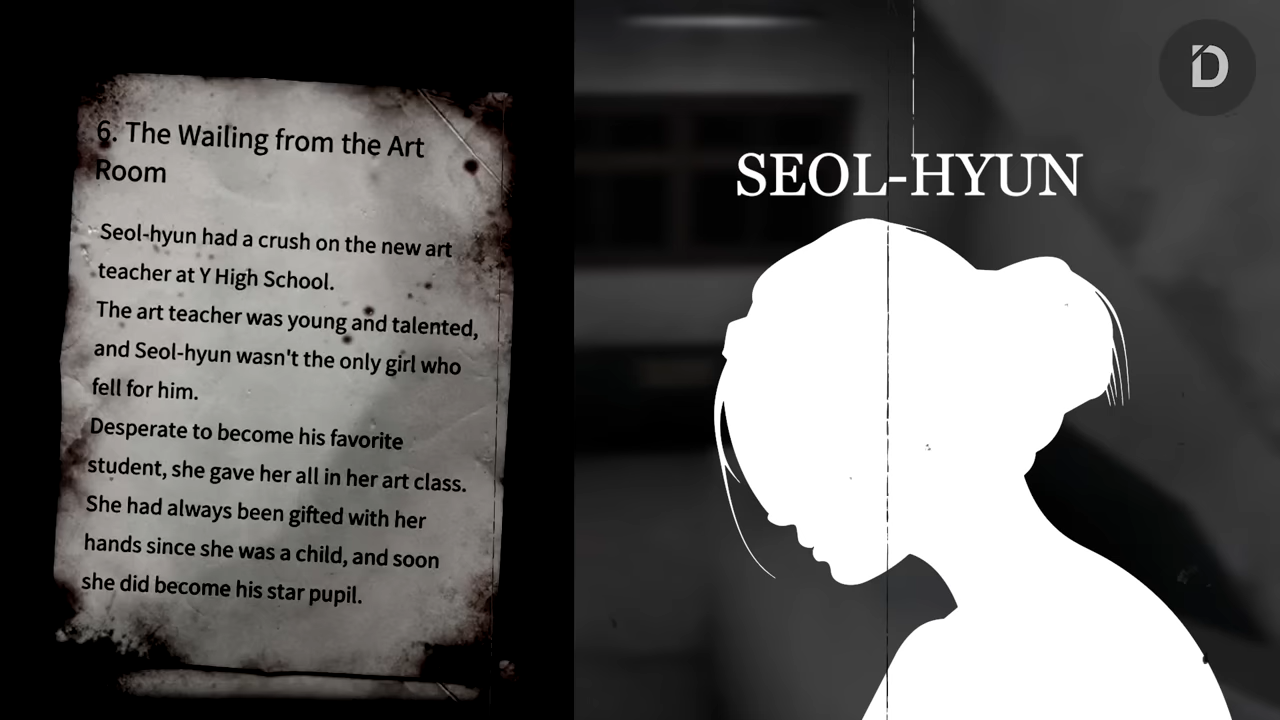 6. The Wailing from the Art
Room
Seol-hyun had a crush on the new art
teacher at Y High School.
The art teacher was young and talented,
and Seol-hyun wasn't the only girl who
fell for him.
Desperate to become his favorite
student, she gave her all in her art class.
She had always been gifted with her
hands since she was a child, and soon
she did become his star pupil.
SEOL-HYUN
D